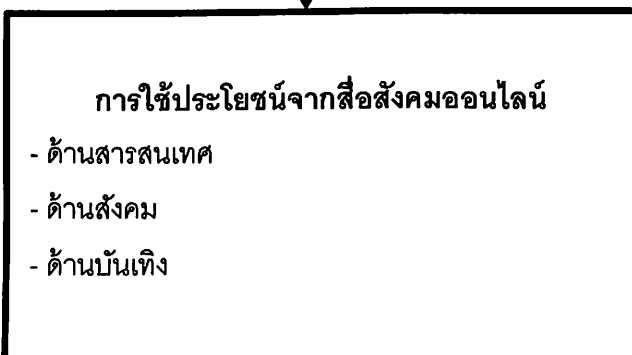 การใช้ประโยชน์จากสื่อสังคมออนไลน์
- ด้านสารสนเทศ
- ด้านสังคม
- ด้านบันเทิง